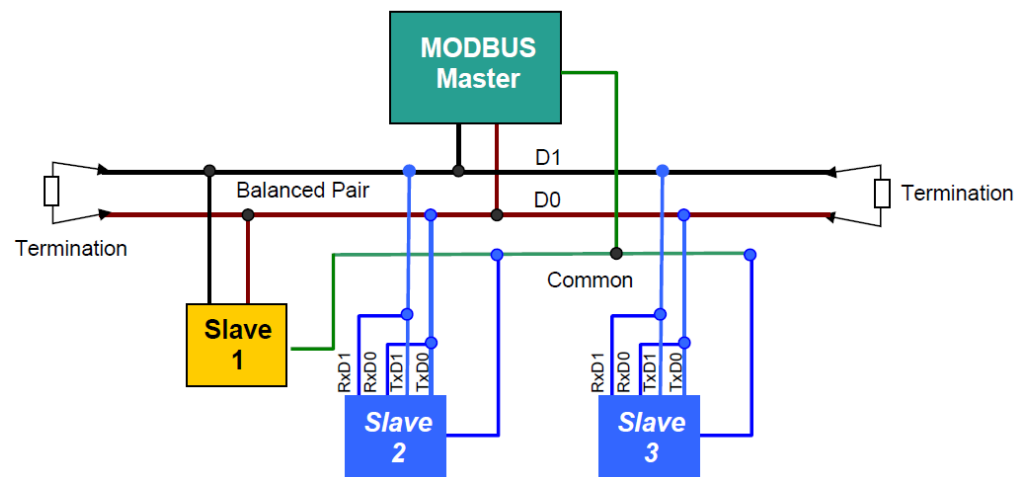 MODBUS
Master
D1
Balanced Pair
D0
Termination
Termination
Common
Slave
1
RxD1
RxD0
TxD1
TxD0
RxD1
RxD0
TxD1
TxD0
Slave
2
Slave
3